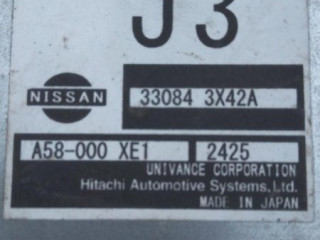 J3
NISSAN
33084 3X42A
A58-000 XE1 2425
UNIVANCE CORPORATION
Hitachi Automotive Systems,Ltd.
MADE IN JAPAN